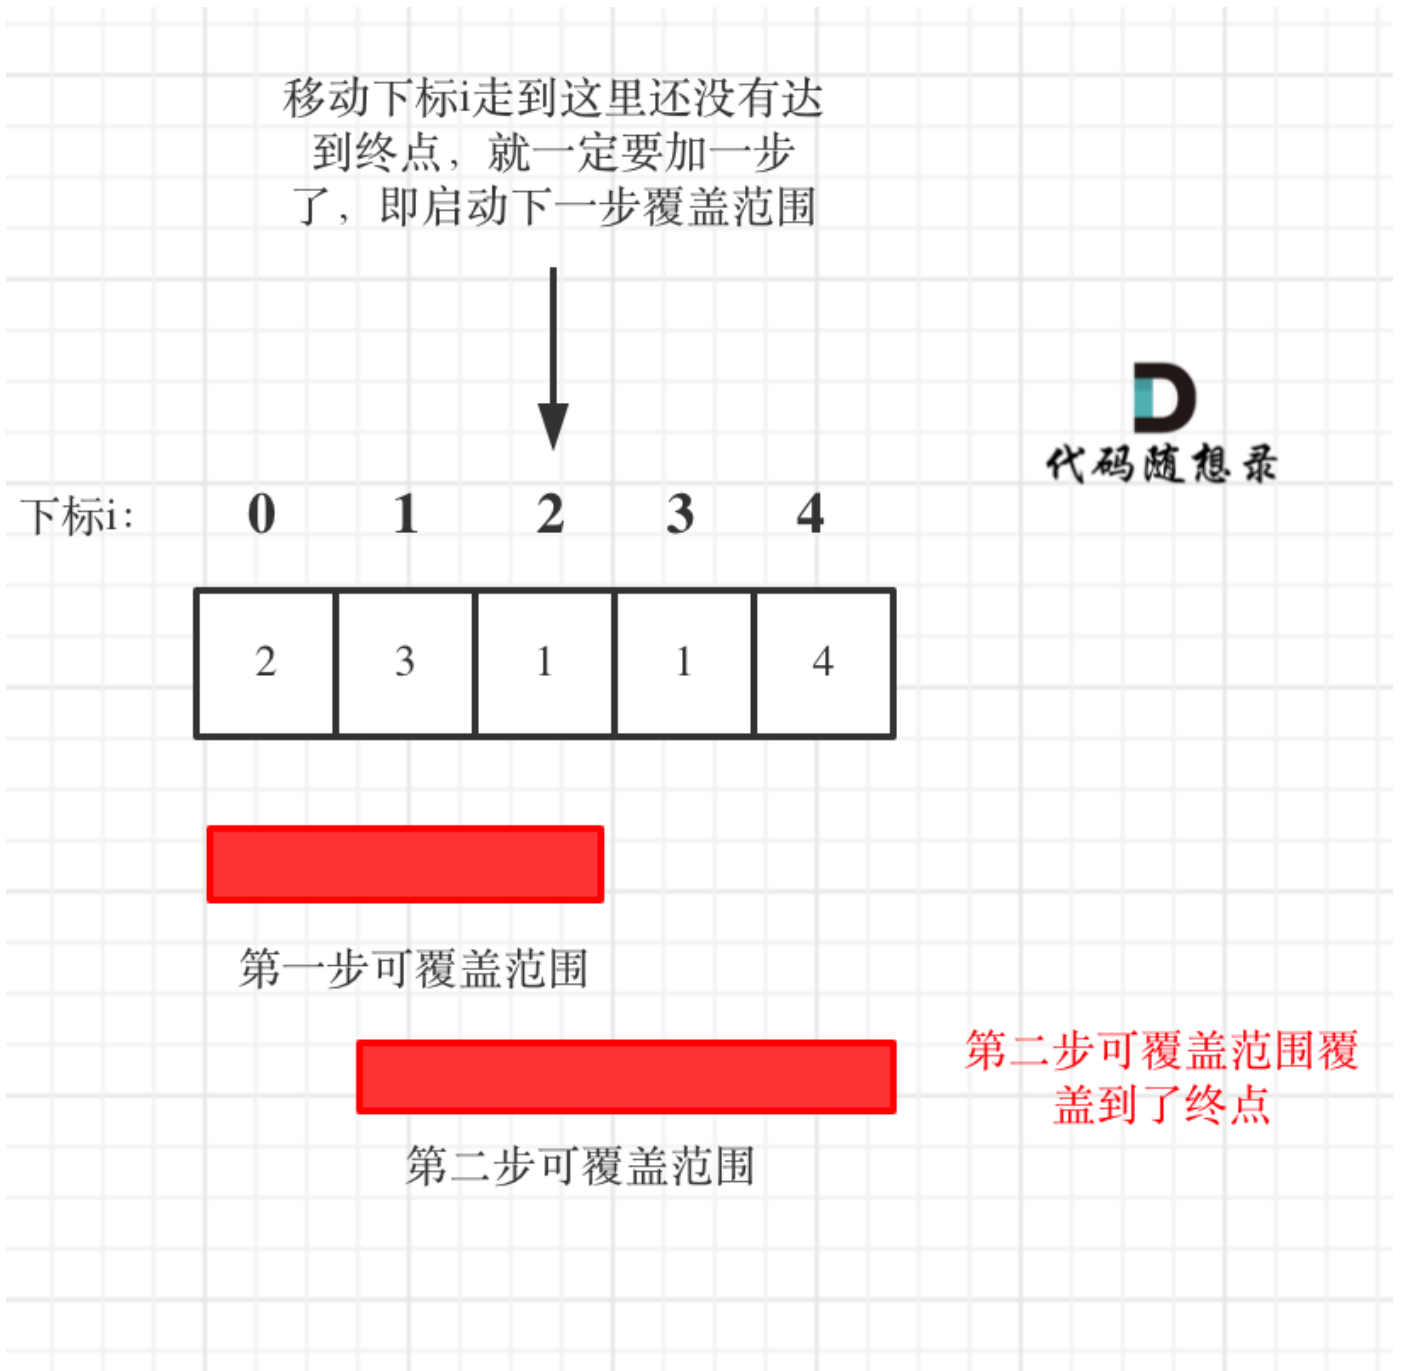 移动下标i走到这里还没有达
到终点，就一定要加一步
了，即启动下一步覆盖范围
D
代码随想录
下标i： 0 1 2 3 4
2 3 1 1 4
第一步可覆盖范围
第二步可覆盖范围覆
盖到了终点
第二步可覆盖范围